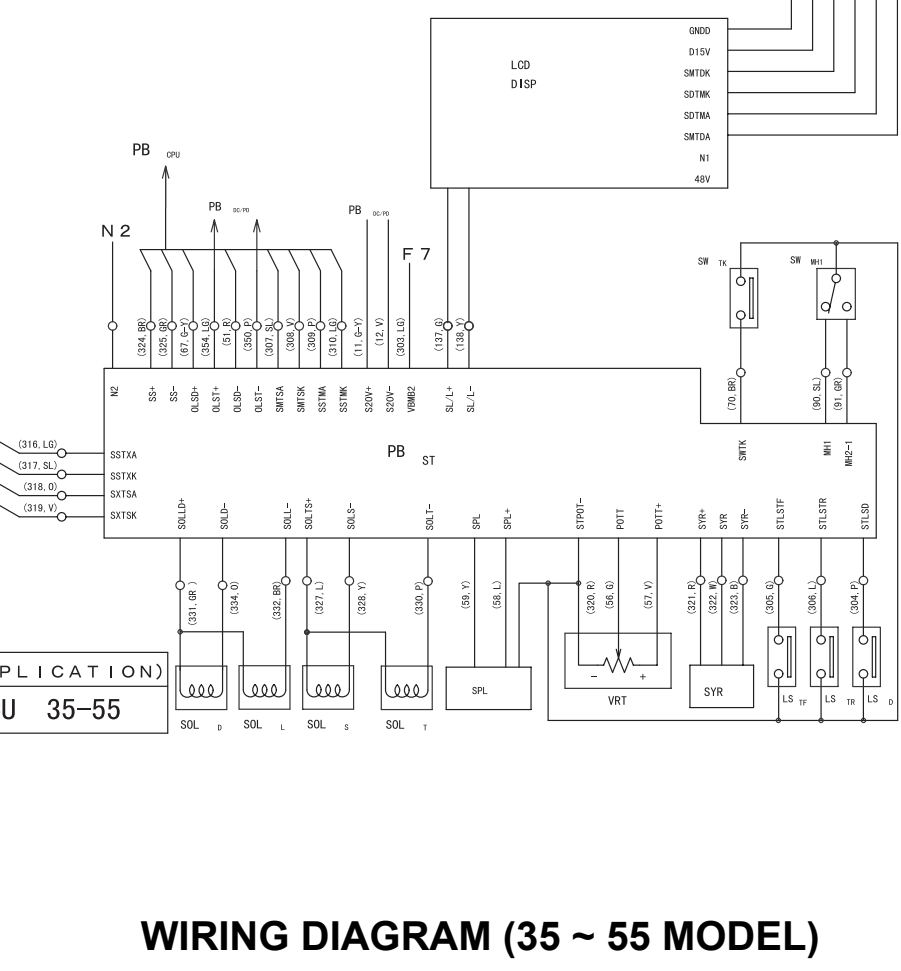 GNDD
D15V
LCD
SMTDK
DISP
SDTMK
SDTMA
SMTDA
N1
48V
PB CPU
PB DC/PD
PB DC/PD
N2
F7
SW TK
SW MH1
(324, BR)
(325, GR)
(67, G-Y)
(354, LG)
(51, R)
(350, P)
(307, SL)
(308, V)
(309, P)
(310, LG)
(11, G-Y)
(12, V)
(303, LG)
(137, G)
(138, Y)
(70, BR)
(90, SL)
(91, GR)
N2
SS+
SS-
OLSD+
OLST+
OLSD-
OLST-
SMTSA
SMTSK
SSTMA
SSTMK
S20V+
S20V-
VBMB2
SL/L+
SL/L-
SWTK
MH1
MH2-1
(316, LG)
SSTXA
(317, SL)
SSTXK
(318, O)
SXTSA
(319, V)
SXTSK
PB ST
SOLLD+
SOLD-
SOLL-
SOLTS+
SOLS-
SOLT-
SPL
SPL+
STPOT-
POTT
POTT+
SYR+
SYR
SYR-
STLSTF
STLSTR
STLSD
(331, GR )
(334, O)
(332, BR)
(327, L)
(328, Y)
(330, P)
(59, Y)
(58, L)
(320, R)
(56, G)
(57, V)
(321, R)
(322, W)
(323, B)
(305, G)
(306, L)
(304, P)
PLICATION)
U 35-55
SOL D
SOL L
SOL S
SOL T
SPL
- +
VRT
SYR
LS TF
LS TR
LS D
WIRING DIAGRAM (35 ~ 55 MODEL)